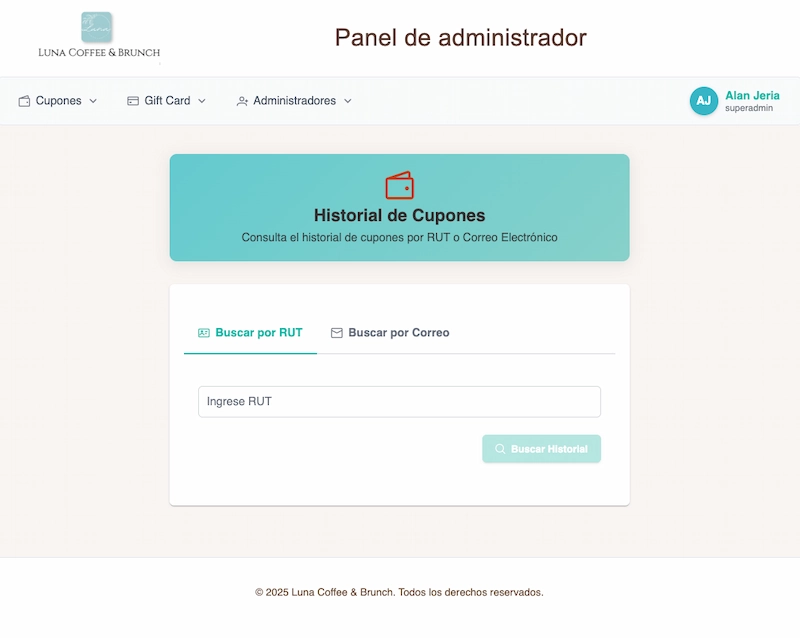 Luna
LUNA COFFEE & BRUNCH
Panel de administrador
Cupones
Gift Card
Administradores
AJ
Alan Jeria
superadmin
Historial de Cupones
Consulta el historial de cupones por RUT o Correo Electrónico
Buscar por RUT
Buscar por Correo
Ingrese RUT
Buscar Historial
© 2025 Luna Coffee & Brunch. Todos los derechos reservados.